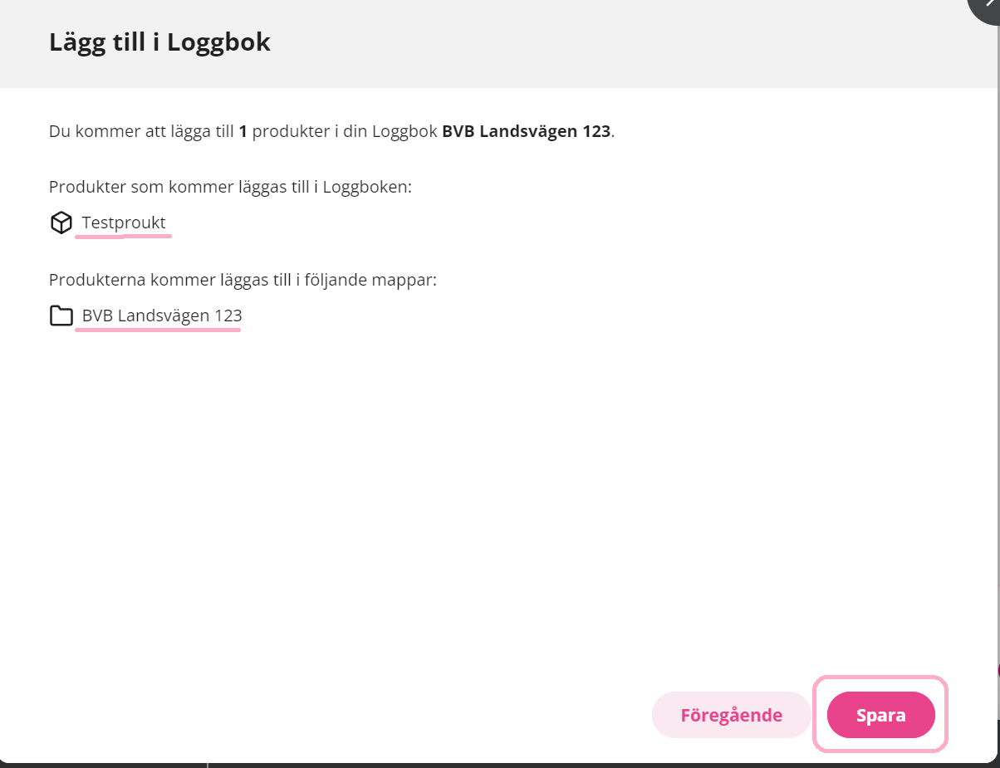 Lägg till i Loggbok
Du kommer att lägga till 1 produkter i din Loggbok BVB Landsvägen 123.
Produkter som kommer läggas till i Loggboken:
Testproukt
Produkterna kommer läggas till i följande mappar:
BVB Landsvägen 123
Föregående
Spara